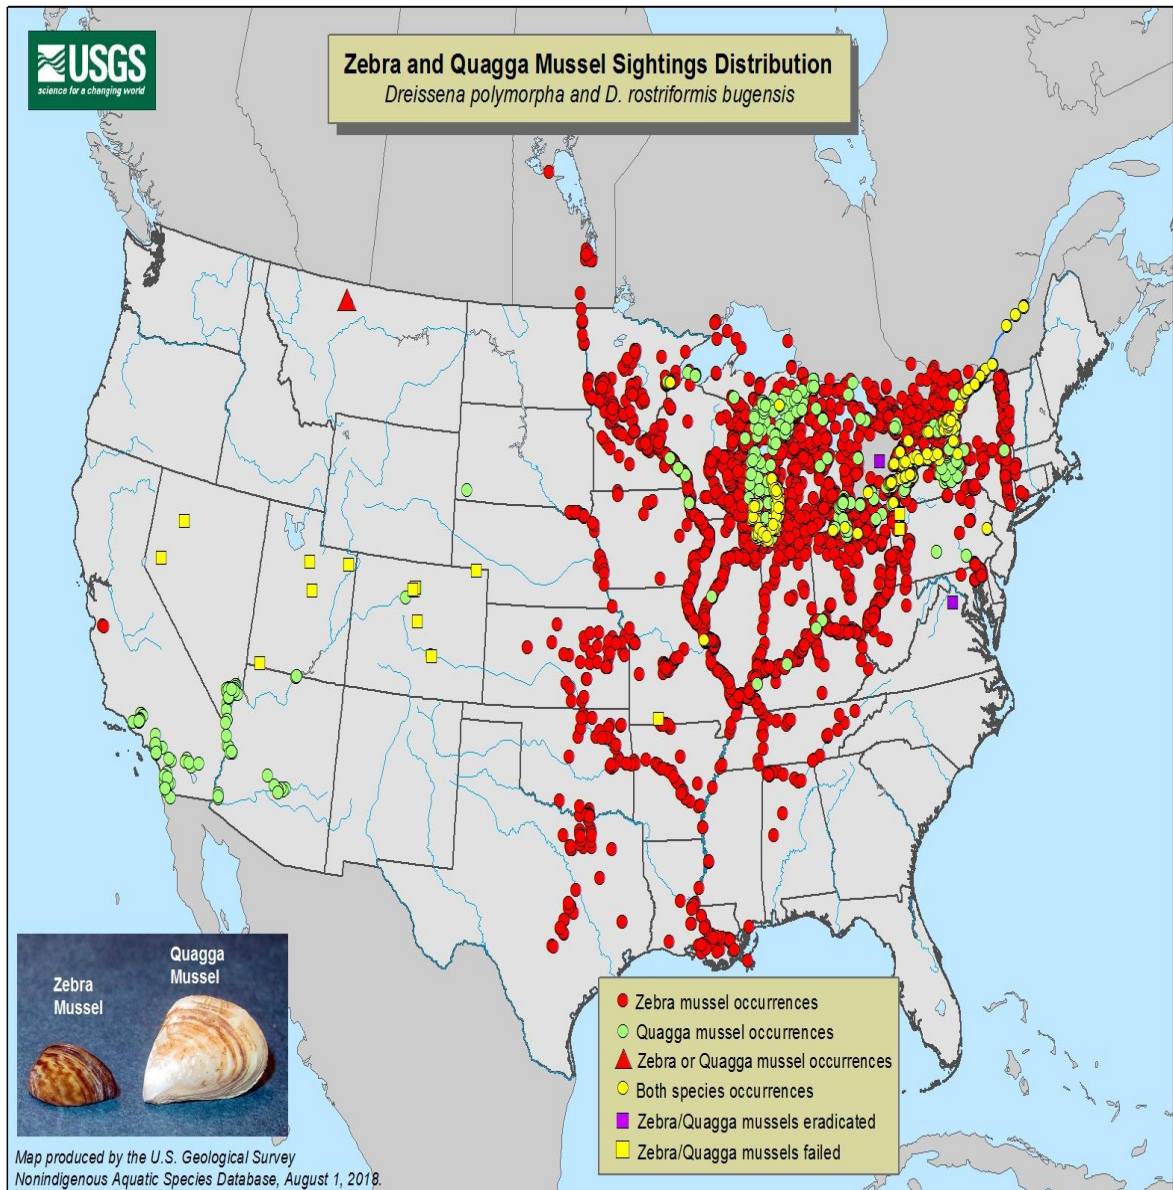 USGS
science for a changing world
Zebra and Quagga Mussel Sightings Distribution
Dreissena polymorpha and D. rostriformis bugensis
Zebra
Mussel
Quagga
Mussel
Zebra mussel occurrences
Quagga mussel occurrences
Zebra or Quagga mussel occurrences
Both species occurrences
Zebra/Quagga mussels eradicated
Zebra/Quagga mussels failed
Map produced by the U.S. Geological Survey
Nonindigenous Aquatic Species Database, August 1, 2018.